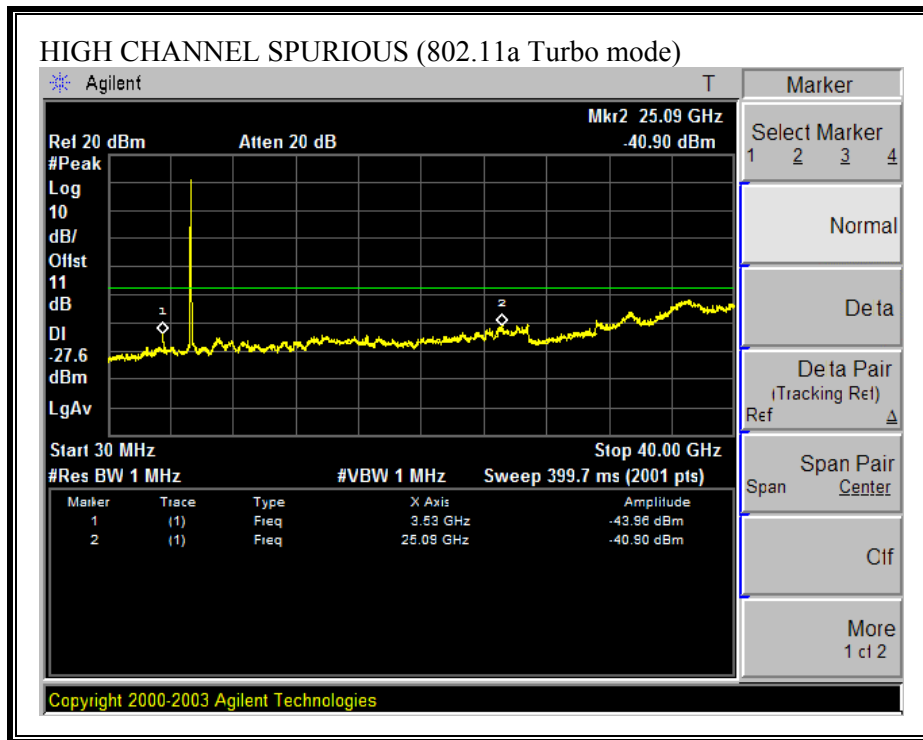 HIGH CHANNEL SPURIOUS (802.11a Turbo mode)
Agilent T
Mkr2 25.09 GHz
Ref 20 dBm Atten 20 dB -40.90 dBm
#Peak
Log
10
dB/
Offst
11
dB
DI
-27.6
dBm
LgAv
1
2
Start 30 MHz Stop 40.00 GHz
#Res BW 1 MHz #VBW 1 MHz Sweep 399.7 ms (2001 pts)
Marker Trace Type X Axis Amplitude
1 (1) Freq 3.53 GHz -43.96 dBm
2 (1) Freq 25.09 GHz -40.90 dBm
Copyright 2000-2003 Agilent Technologies
Marker
Select Marker
1 2 3 4
Normal
De ta
De ta Pair
(Tracking Ref)
Ref Δ
Span Pair
Span Center
Off
More
1 of 2